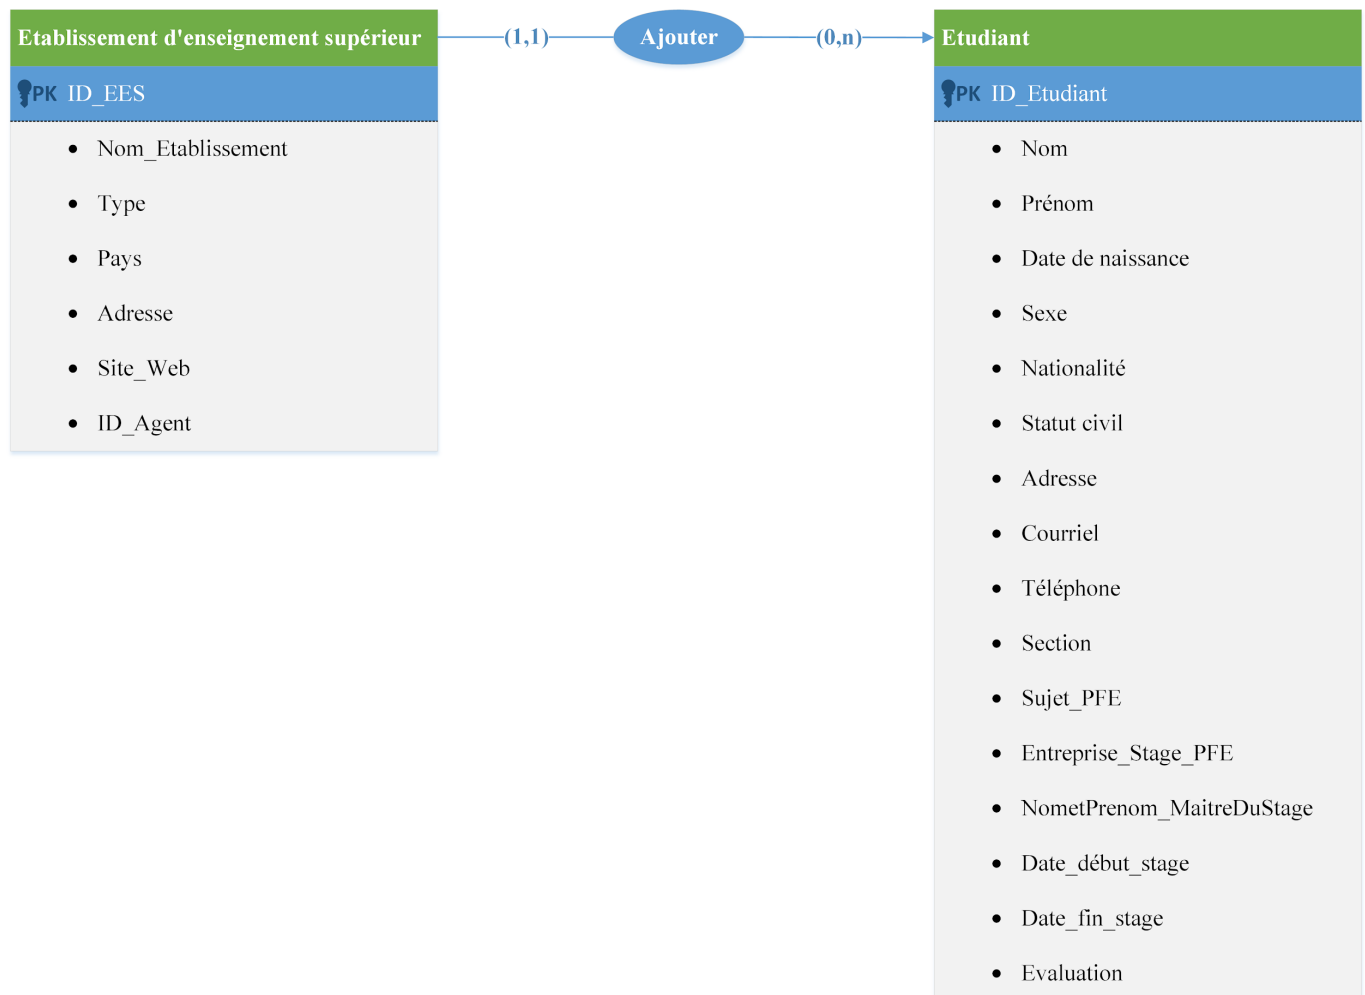 Etablissement d'enseignement supérieur
(1,1)
Ajouter
(0,n)
Etudiant
PK ID_EES
• Nom_Etablissement
• Type
• Pays
• Adresse
• Site_Web
• ID_Agent
PK ID_Etudiant
• Nom
• Prénom
• Date de naissance
• Sexe
• Nationalité
• Statut civil
• Adresse
• Courriel
• Téléphone
• Section
• Sujet_PFE
• Entreprise_Stage_PFE
• NometPrenom_MaitreDuStage
• Date_début_stage
• Date_fin_stage
• Evaluation